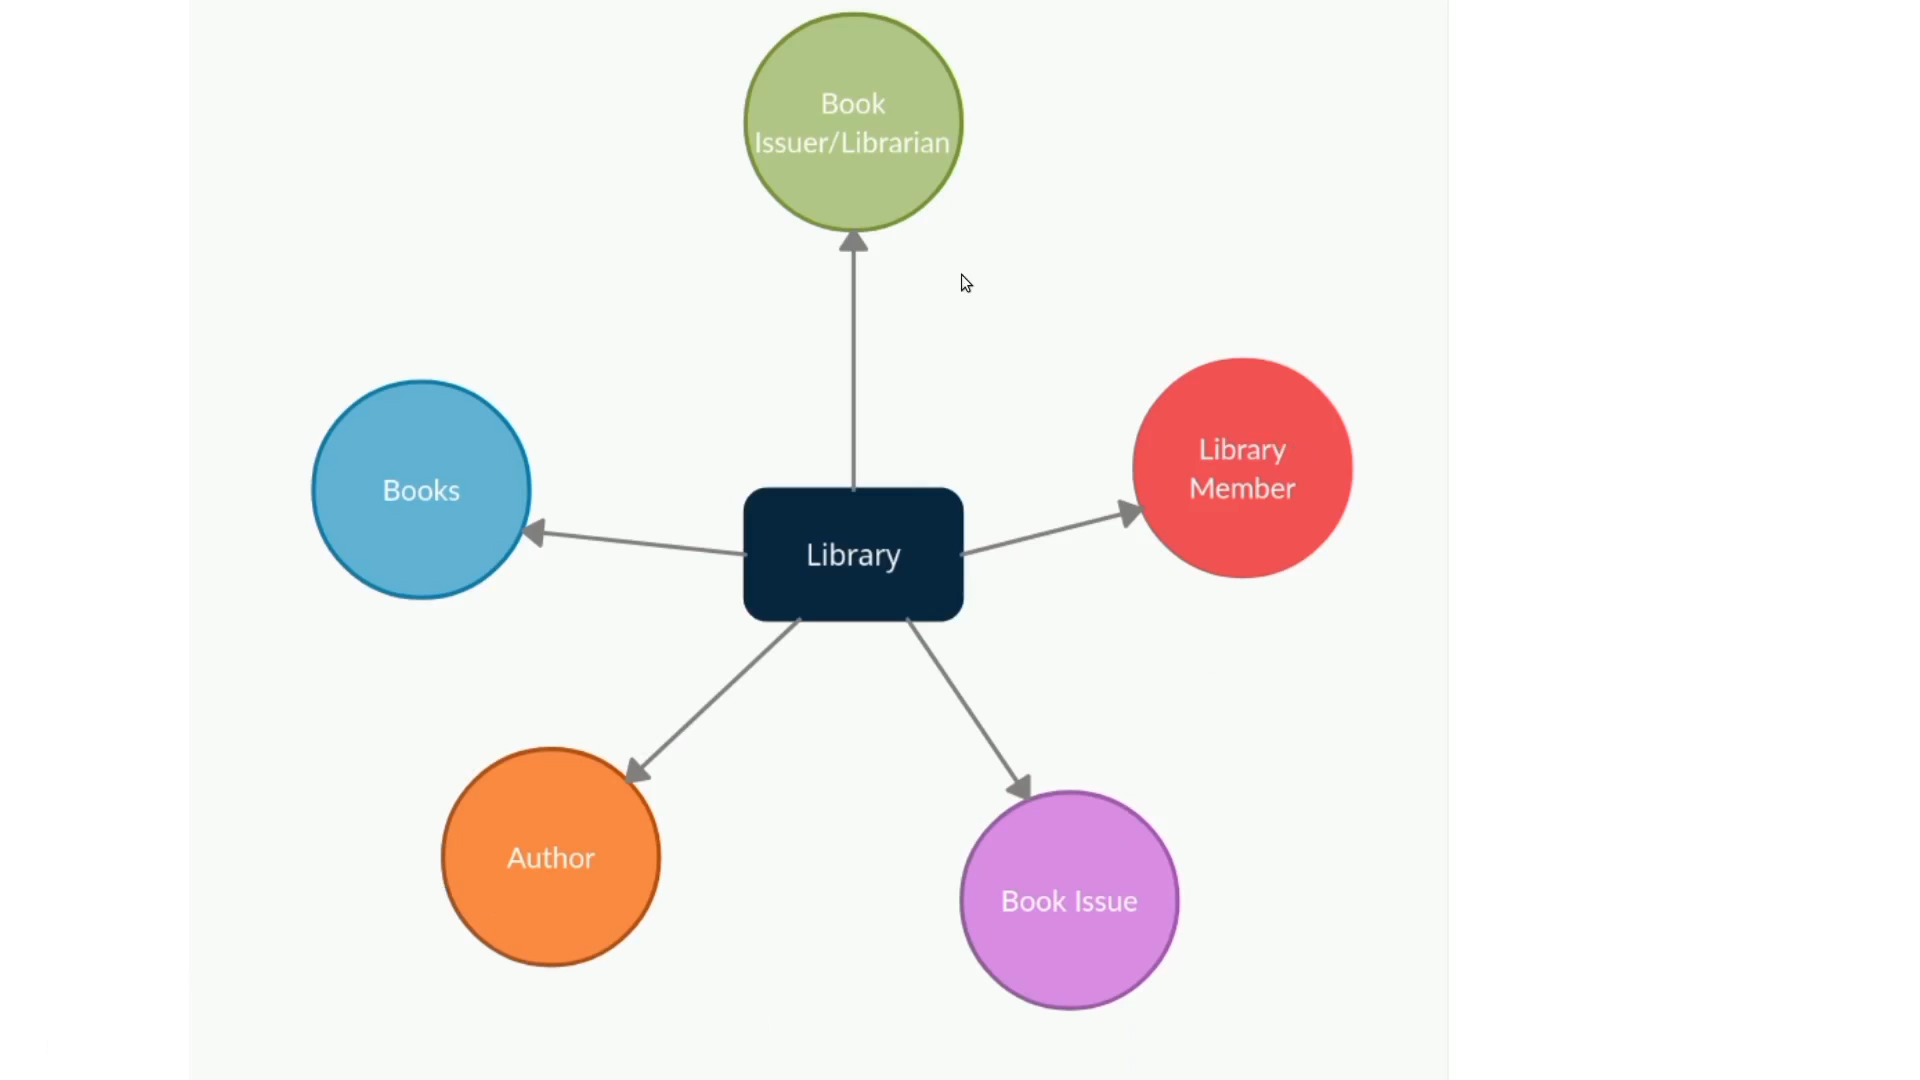 Book
Issuer/Librarian
Library
Member
Books
Library
Author
Book Issue